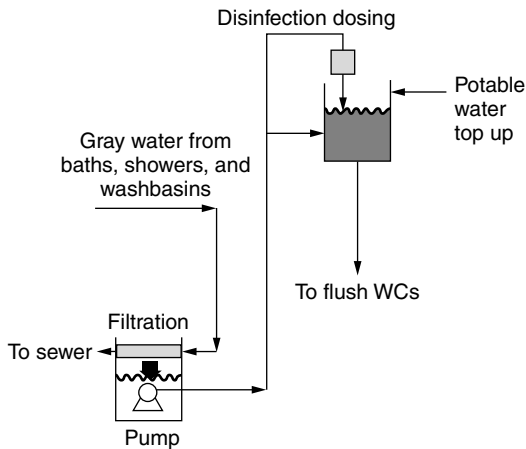 Disinfection dosing
Potable
water
top up
Gray water from
baths, showers, and
washbasins
To flush WCs
Filtration
To sewer
Pump